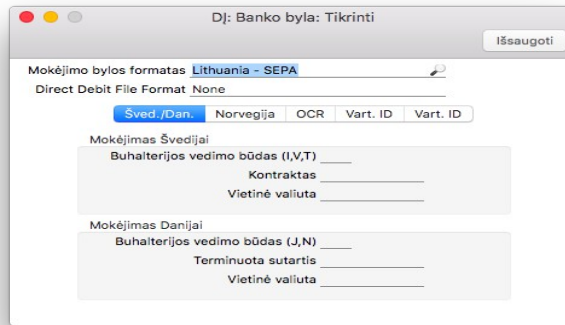 DJ: Banko byla: Tikrinti
Išsaugoti
Mokėjimo bylos formatas Lithuania - SEPA
Direct Debit File Format None
Šved./Dan. Norvegija OCR Vart. ID Vart. ID
Mokėjimas Švedijai
Buhalterijos vedimo būdas (I,V,T)
Kontraktas
Vietinė valiuta
Mokėjimas Danijai
Buhalterijos vedimo būdas (J,N)
Terminuota sutartis
Vietinė valiuta